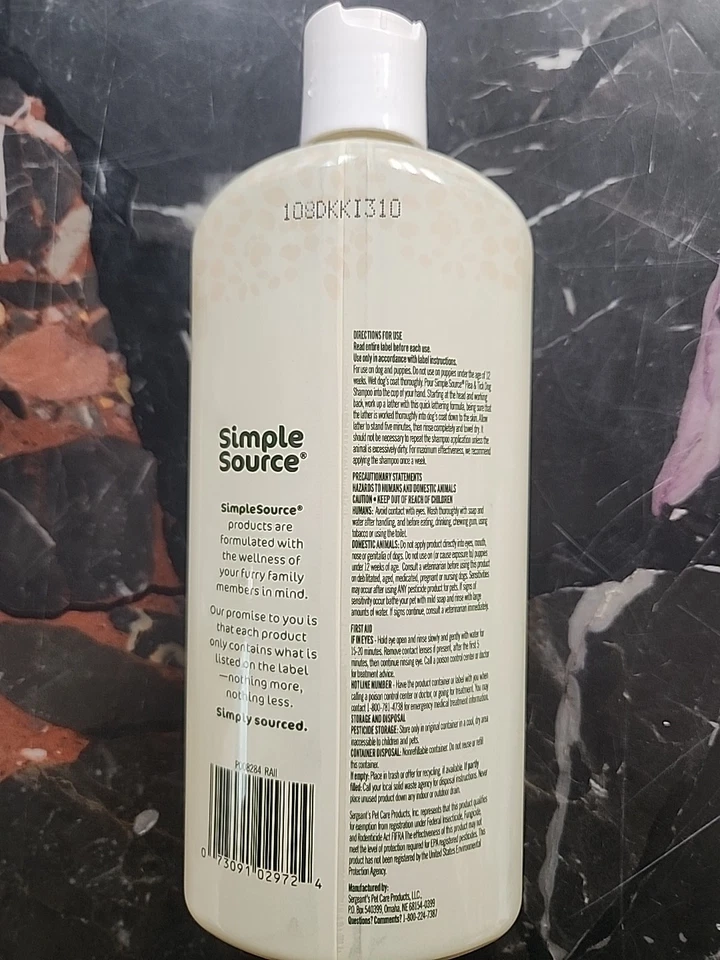 108DKKI310
Simple
Source®
SimpleSource®
products are
formulated with
the wellness of
your furry family
members in mind.
Our promise to you is
that each product
only contains what is
listed on the label
—nothing more,
nothing less.
Simply sourced.
P008284 RAII
0 73091 02972 4
DIRECTIONS FOR USE
Read entire label before each use.
Use only in accordance with label instructions.
For use on dog and puppies. Do not use on puppies under the age of 12
weeks. Wet dog's coat thoroughly. Pour Simple Source® Flea & Tick Dog
Shampoo into the cup of your hand. Starting at the head and working
back, work up a lather with this quick lathering formula, being sure that
the lather is worked thoroughly into dog's coat down to the skin. Allow
lather to stand five minutes, then rinse completely and towel dry. It
should not be necessary to repeat the shampoo application unless the
animal is excessively dirty. For maximum effectiveness, we recommend
applying the shampoo once a week.
PRECAUTIONARY STATEMENTS
HAZARDS TO HUMANS AND DOMESTIC ANIMALS
CAUTION • KEEP OUT OF REACH OF CHILDREN
HUMANS: Avoid contact with eyes. Wash thoroughly with soap and
water after handling, and before eating, drinking, chewing gum, using
tobacco or using the toilet.
DOMESTIC ANIMALS: Do not apply product directly into eyes, mouth,
nose or genitalia of dogs. Do not use on (or cause exposure to) puppies
under 12 weeks of age. Consult a veterinarian before using this product
on debilitated, aged, medicated, pregnant or nursing dogs. Sensitivities
may occur after using ANY pesticide product for pets. If signs of
sensitivity occur bathe your pet with mild soap and rinse with large
amounts of water. If signs continue, consult a veterinarian immediately.
FIRST AID
IF IN EYES - Hold eye open and rinse slowly and gently with water for
15-20 minutes. Remove contact lenses if present, after the first 5
minutes, then continue rinsing eye. Call a poison control center or doctor
for treatment advice.
HOTLINE NUMBER - Have the product container or label with you when
calling a poison control center or doctor, or going for treatment. You may
contact 1-800-781-4738 for emergency medical treatment information.
STORAGE AND DISPOSAL
PESTICIDE STORAGE: Store only in original container in a cool, dry area
inaccessible to children and pets.
CONTAINER DISPOSAL: Nonrefillable container. Do not reuse or refill
this container.
If empty: Place in trash or offer for recycling, if available. If partly
filled: Call your local solid waste agency for disposal instructions. Never
place unused product down any indoor or outdoor drain.
Sergeant's Pet Care Products, Inc. represents that this product qualifies
for exemption from registration under Federal Insecticide, Fungicide,
and Rodenticide Act FIFRA The effectiveness of this product may not
meet the level of protection required for EPA registered pesticides. This
product has not been registered by the United States Environmental
Protection Agency.
Manufactured by:
Sergeant's Pet Care Products, LLC.,
P.O. Box 540399, Omaha, NE 68154-0399
Questions? Comments? 1-800-224-7387